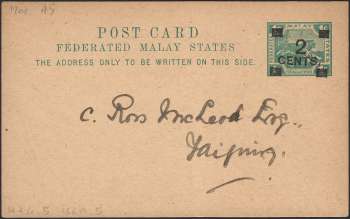 POST CARD
FEDERATED MALAY STATES
THE ADDRESS ONLY TO BE WRITTEN ON THIS SIDE.
MALAY
2
CENTS
C. Ross McLeod Esq.,
Taiping.